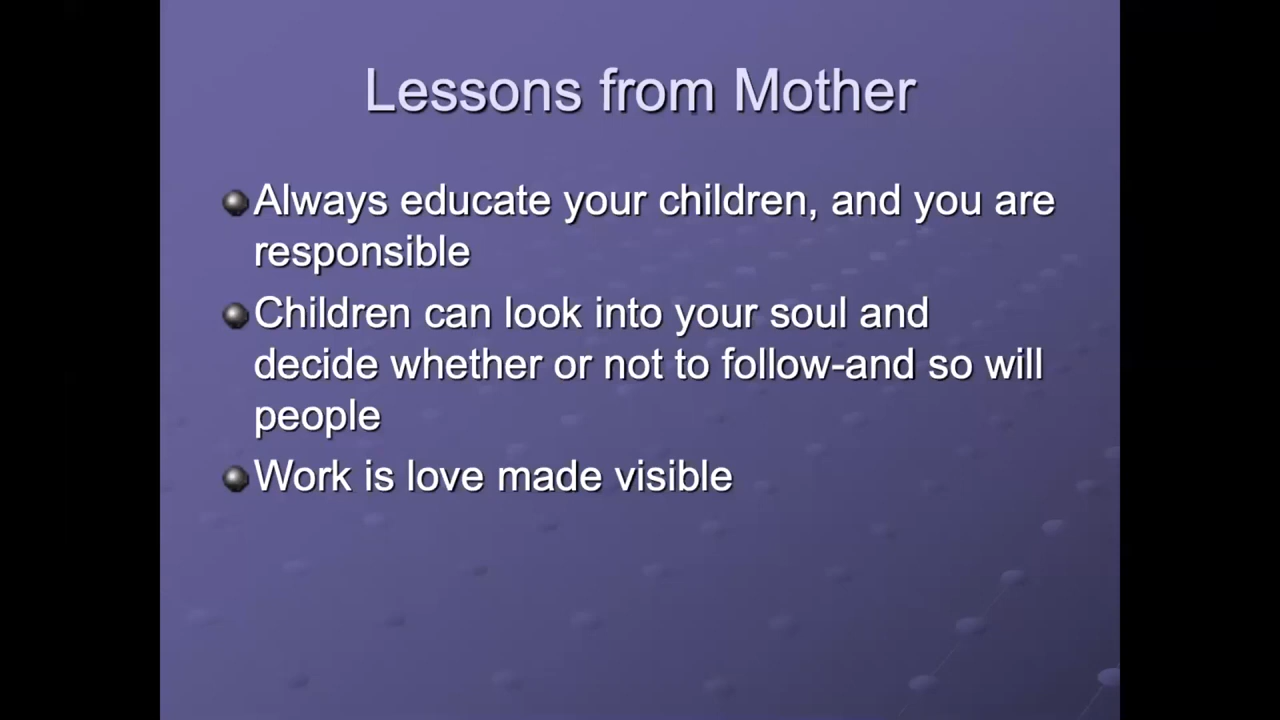 Lessons from Mother
Always educate your children, and you are
responsible
Children can look into your soul and
decide whether or not to follow-and so will
people
Work is love made visible